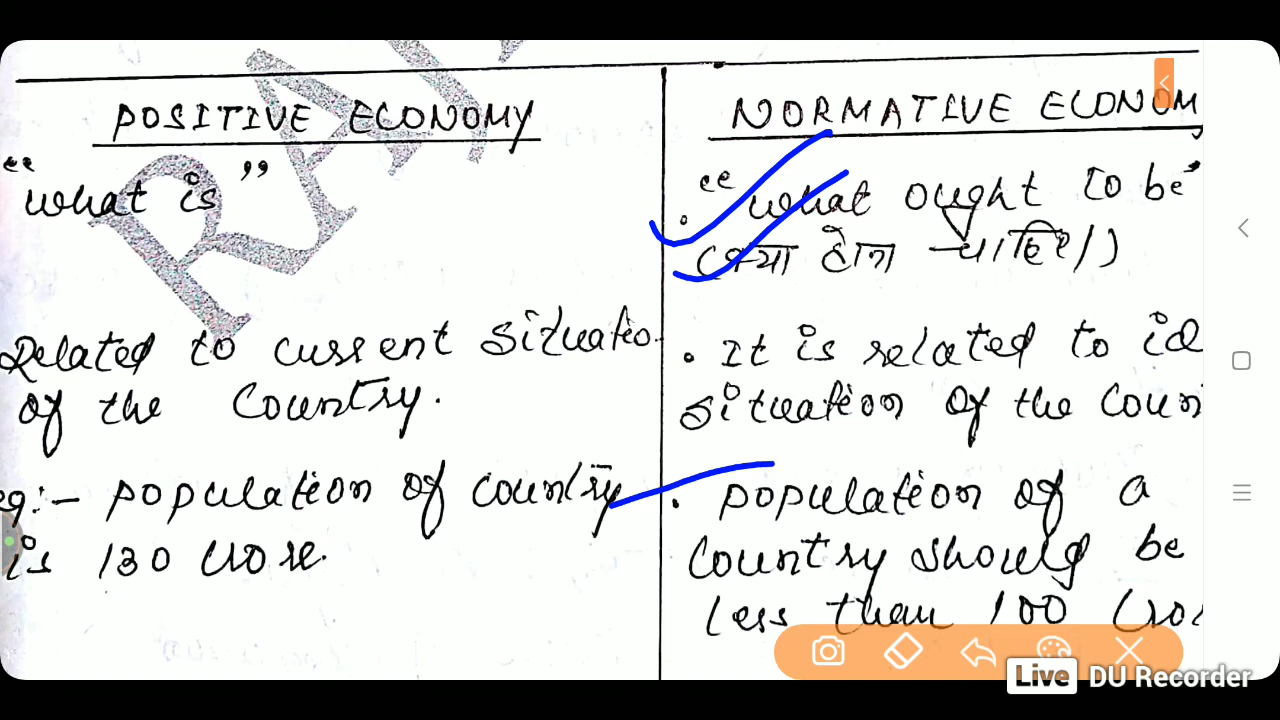 POSITIVE ECONOMY
"what is"
Related to current situatio
of the country.
eg:- population of country
is 130 crore.
NORMATIVE ECONOM
• "what ought to be"
(क्या होना चाहिए।)
• It is related to id
situation of the coun
• population of a
country should be
less than 100 cro
Live DU Recorder